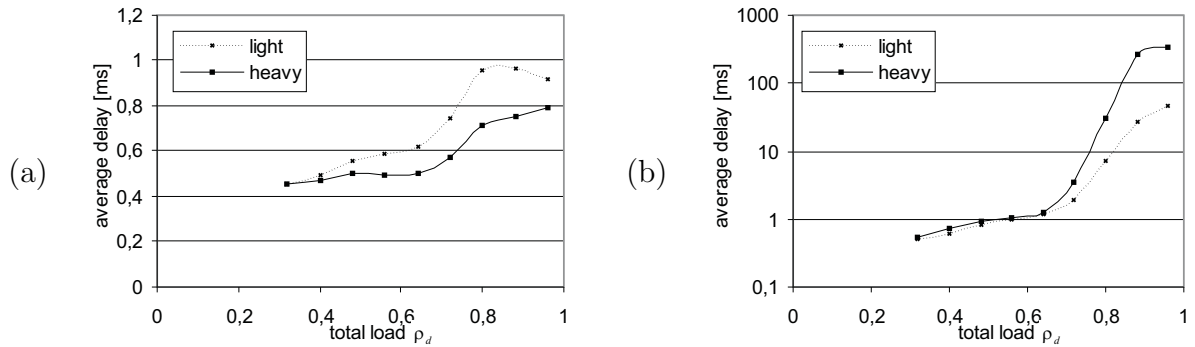 (a)
average delay [ms]
1,2
1
0,8
0,6
0,4
0,2
0
light
heavy
0 0,2 0,4 0,6 0,8 1
total load ρd
(b)
average delay [ms]
1000
100
10
1
0,1
light
heavy
0 0,2 0,4 0,6 0,8 1
total load ρd